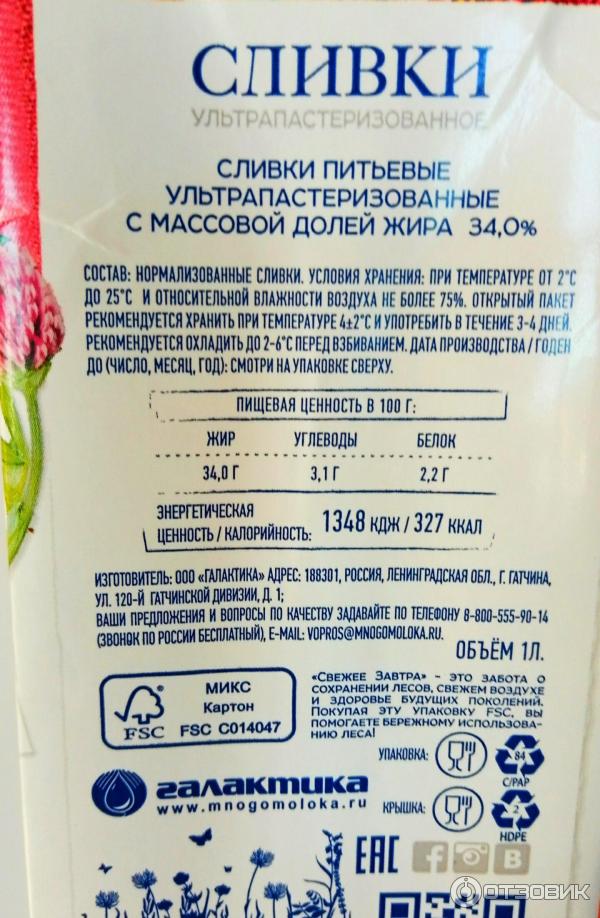 СЛИВКИ
УЛЬТРАПАСТЕРИЗОВАННОЕ
СЛИВКИ ПИТЬЕВЫЕ
УЛЬТРАПАСТЕРИЗОВАННЫЕ
С МАССОВОЙ ДОЛЕЙ ЖИРА 34,0%
СОСТАВ: НОРМАЛИЗОВАННЫЕ СЛИВКИ. УСЛОВИЯ ХРАНЕНИЯ: ПРИ ТЕМПЕРАТУРЕ ОТ 2°С
ДО 25°С И ОТНОСИТЕЛЬНОЙ ВЛАЖНОСТИ ВОЗДУХА НЕ БОЛЕЕ 75%. ОТКРЫТЫЙ ПАКЕТ
РЕКОМЕНДУЕТСЯ ХРАНИТЬ ПРИ ТЕМПЕРАТУРЕ 4±2°С И УПОТРЕБИТЬ В ТЕЧЕНИЕ 3-4 ДНЕЙ.
РЕКОМЕНДУЕТСЯ ОХЛАДИТЬ ДО 2-6°С ПЕРЕД ВЗБИВАНИЕМ. ДАТА ПРОИЗВОДСТВА / ГОДЕН
ДО (ЧИСЛО, МЕСЯЦ, ГОД): СМОТРИ НА УПАКОВКЕ СВЕРХУ.
ПИЩЕВАЯ ЦЕННОСТЬ В 100 Г:
ЖИР УГЛЕВОДЫ БЕЛОК
34,0 Г 3,1 Г 2,2 Г
ЭНЕРГЕТИЧЕСКАЯ
ЦЕННОСТЬ / КАЛОРИЙНОСТЬ: 1348 КДЖ / 327 ККАЛ
ИЗГОТОВИТЕЛЬ: ООО «ГАЛАКТИКА» АДРЕС: 188301, РОССИЯ, ЛЕНИНГРАДСКАЯ ОБЛ., Г. ГАТЧИНА,
УЛ. 120-Й ГАТЧИНСКОЙ ДИВИЗИИ, Д. 1;
ВАШИ ПРЕДЛОЖЕНИЯ И ВОПРОСЫ ПО КАЧЕСТВУ ЗАДАВАЙТЕ ПО ТЕЛЕФОНУ 8-800-555-90-14
(ЗВОНОК ПО РОССИИ БЕСПЛАТНЫЙ), E-MAIL: VOPROS@MNOGOMOLOKA.RU.
ОБЪЁМ 1Л.
FSC
МИКС
Картон
FSC C014047
«СВЕЖЕЕ ЗАВТРА» - ЭТО ЗАБОТА О
СОХРАНЕНИИ ЛЕСОВ, СВЕЖЕМ ВОЗДУХЕ
И ЗДОРОВЬЕ БУДУЩИХ ПОКОЛЕНИЙ.
ПОКУПАЯ ЭТУ УПАКОВКУ FSC, ВЫ
ПОМОГАЕТЕ БЕРЕЖНОМУ ИСПОЛЬЗОВА-
НИЮ ЛЕСА!
УПАКОВКА: 84
C/PAP
КРЫШКА: 2
HDPE
галактика
www.mnogomoloka.ru
ЕАС f В
ОТЗОВИК